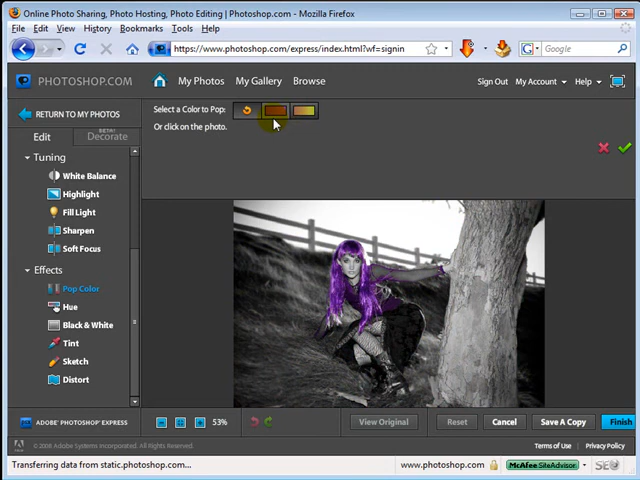 Online Photo Sharing, Photo Hosting, Photo Editing | Photoshop.com - Mozilla Firefox
File Edit View History Bookmarks Tools Help
https://www.photoshop.com/express/index.html?wf=signin
Google
PHOTOSHOP.COM My Photos My Gallery Browse Sign Out My Account Help
RETURN TO MY PHOTOS
Select a Color to Pop:
Or click on the photo.
Edit BETA! Decorate
Tuning
White Balance
Highlight
Fill Light
Sharpen
Soft Focus
Effects
Pop Color
Hue
Black & White
Tint
Sketch
Distort
ADOBE® PHOTOSHOP® EXPRESS 53% View Original Reset Cancel Save A Copy Finish
© 2008 Adobe Systems Incorporated. All Rights Reserved. Terms of Use | Privacy Policy
Transferring data from static.photoshop.com... www.photoshop.com McAfee SiteAdvisor